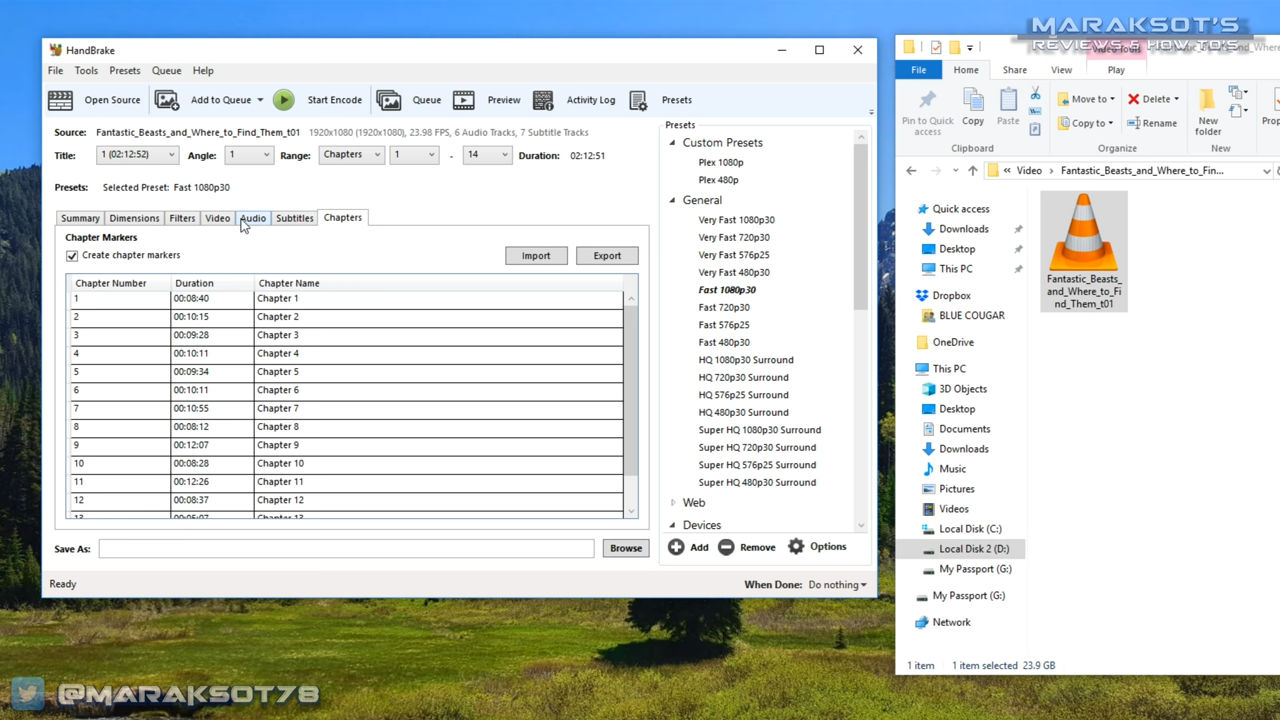 MARAKSOT'S
REVIEWS & HOW TO'S
HandBrake
File Tools Presets Queue Help
Open Source Add to Queue Start Encode Queue Preview Activity Log Presets
Source: Fantastic_Beasts_and_Where_to_Find_Them_t01 1920x1080 (1920x1080), 23.98 FPS, 6 Audio Tracks, 7 Subtitle Tracks
Title: 1 (02:12:52) Angle: 1 Range: Chapters 1 - 14 Duration: 02:12:51
Presets: Selected Preset: Fast 1080p30
Summary Dimensions Filters Video Audio Subtitles Chapters
Chapter Markers
Create chapter markers
Import Export
Chapter Number Duration Chapter Name
1 00:08:40 Chapter 1
2 00:10:15 Chapter 2
3 00:09:28 Chapter 3
4 00:10:11 Chapter 4
5 00:09:34 Chapter 5
6 00:10:11 Chapter 6
7 00:10:55 Chapter 7
8 00:08:12 Chapter 8
9 00:12:07 Chapter 9
10 00:08:28 Chapter 10
11 00:12:26 Chapter 11
12 00:08:37 Chapter 12
13 00:05:07 Chapter 13
Save As: Browse
Ready When Done: Do nothing
Presets
Custom Presets
Plex 1080p
Plex 480p
General
Very Fast 1080p30
Very Fast 720p30
Very Fast 576p25
Very Fast 480p30
Fast 1080p30
Fast 720p30
Fast 576p25
Fast 480p30
HQ 1080p30 Surround
HQ 720p30 Surround
HQ 576p25 Surround
HQ 480p30 Surround
Super HQ 1080p30 Surround
Super HQ 720p30 Surround
Super HQ 576p25 Surround
Super HQ 480p30 Surround
Web
Devices
Add Remove Options
Video Tools
File Home Share View Play
Pin to Quick access Copy Paste Move to Copy to Delete Rename New folder
Clipboard Organize New
Video Fantastic_Beasts_and_Where_to_Fin...
Quick access
Downloads
Desktop
This PC
Dropbox
BLUE COUGAR
OneDrive
This PC
3D Objects
Desktop
Documents
Downloads
Music
Pictures
Videos
Local Disk (C:)
Local Disk 2 (D:)
My Passport (G:)
My Passport (G:)
Network
Fantastic_Beasts_
and_Where_to_Fi
nd_Them_t01
1 item 1 item selected 23.9 GB
@MARAKSOT78